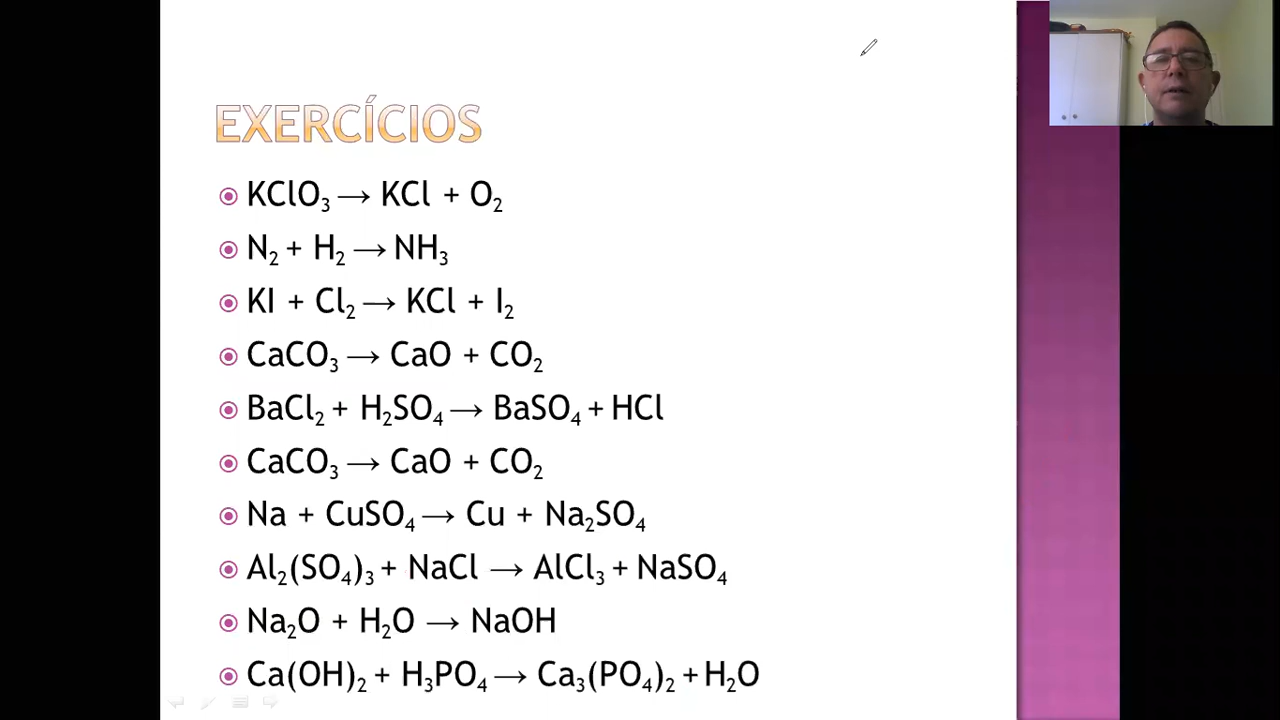 EXERCÍCIOS
KClO₃ → KCl + O₂
N₂ + H₂ → NH₃
KI + Cl₂ → KCl + I₂
CaCO₃ → CaO + CO₂
BaCl₂ + H₂SO₄ → BaSO₄ + HCl
CaCO₃ → CaO + CO₂
Na + CuSO₄ → Cu + Na₂SO₄
Al₂(SO₄)₃ + NaCl → AlCl₃ + NaSO₄
Na₂O + H₂O → NaOH
Ca(OH)₂ + H₃PO₄ → Ca₃(PO₄)₂ + H₂O